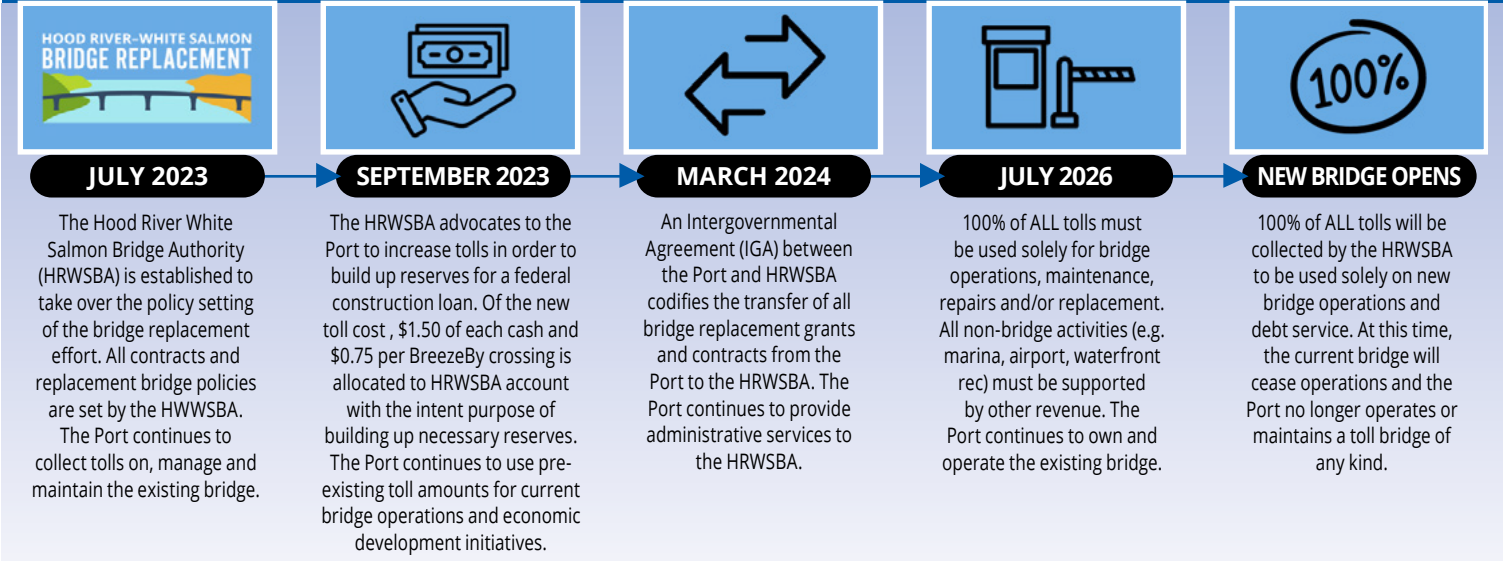 HOOD RIVER–WHITE SALMON
BRIDGE REPLACEMENT
JULY 2023
The Hood River White
Salmon Bridge Authority
(HRWSBA) is established to
take over the policy setting
of the bridge replacement
effort. All contracts and
replacement bridge policies
are set by the HWWSBA.
The Port continues to
collect tolls on, manage and
maintain the existing bridge.
SEPTEMBER 2023
The HRWSBA advocates to the
Port to increase tolls in order to
build up reserves for a federal
construction loan. Of the new
toll cost , $1.50 of each cash and
$0.75 per BreezeBy crossing is
allocated to HRWSBA account
with the intent purpose of
building up necessary reserves.
The Port continues to use pre-
existing toll amounts for current
bridge operations and economic
development initiatives.
MARCH 2024
An Intergovernmental
Agreement (IGA) between
the Port and HRWSBA
codifies the transfer of all
bridge replacement grants
and contracts from the
Port to the HRWSBA. The
Port continues to provide
administrative services to
the HRWSBA.
JULY 2026
100% of ALL tolls must
be used solely for bridge
operations, maintenance,
repairs and/or replacement.
All non-bridge activities (e.g.
marina, airport, waterfront
rec) must be supported
by other revenue. The
Port continues to own and
operate the existing bridge.
100%
NEW BRIDGE OPENS
100% of ALL tolls will be
collected by the HRWSBA
to be used solely on new
bridge operations and
debt service. At this time,
the current bridge will
cease operations and the
Port no longer operates or
maintains a toll bridge of
any kind.